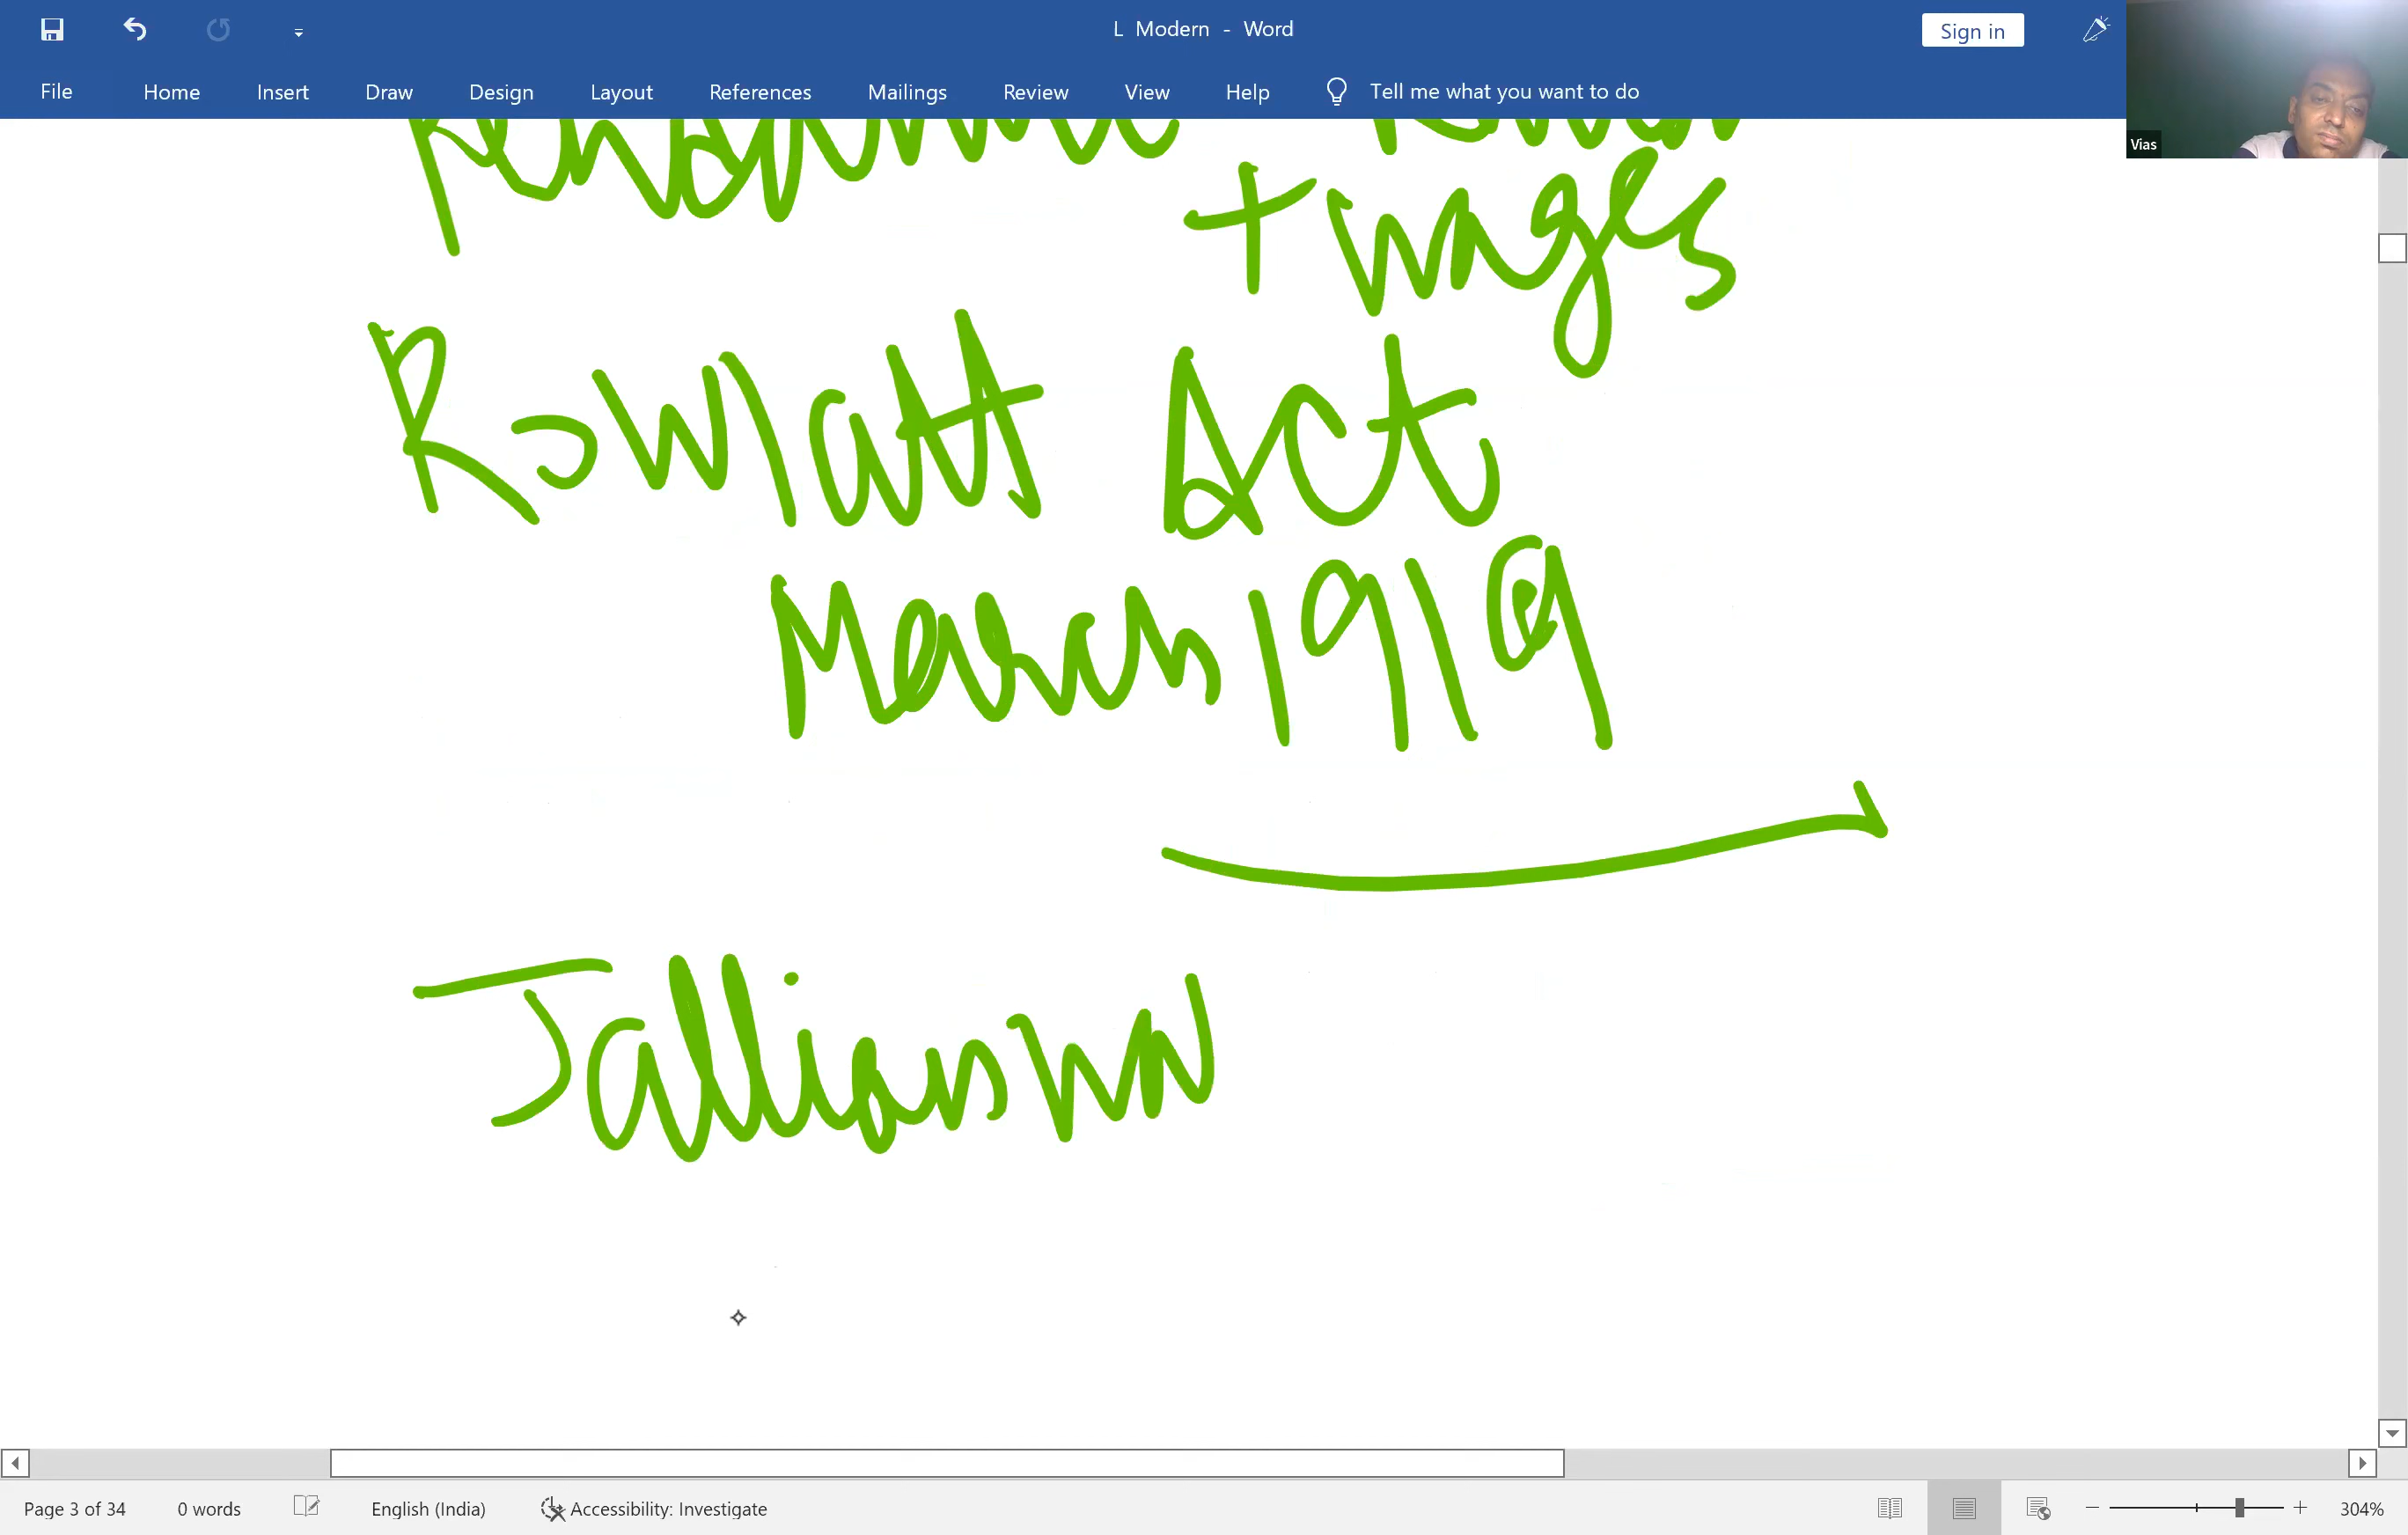 L Modern - Word
Sign in
File Home Insert Draw Design Layout References Mailings Review View Help Tell me what you want to do
Vias
+ wages
Rowlatt Act
March 1919
Jallianwa
Page 3 of 34 0 words English (India) Accessibility: Investigate 304%